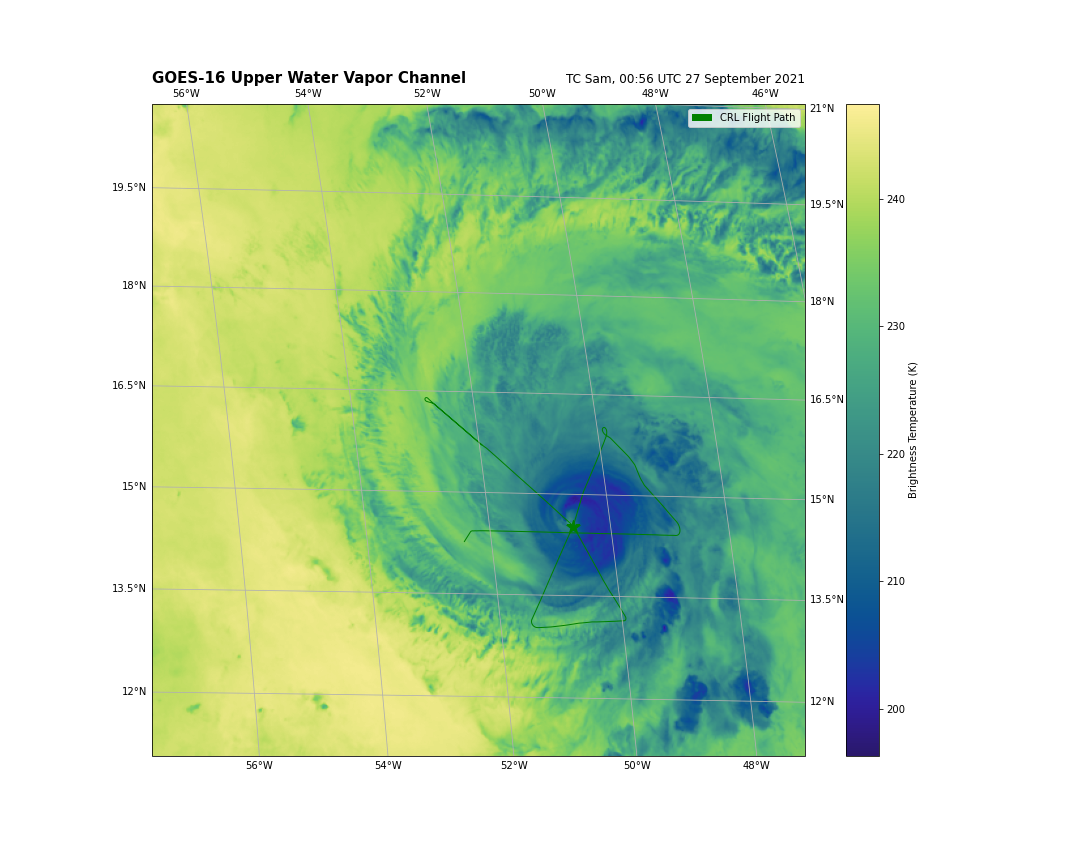 GOES-16 Upper Water Vapor Channel
TC Sam, 00:56 UTC 27 September 2021
56°W 54°W 52°W 50°W 48°W 46°W
21°N
CRL Flight Path
19.5°N
19.5°N
18°N
18°N
16.5°N
16.5°N
15°N
15°N
13.5°N
13.5°N
12°N
12°N
56°W 54°W 52°W 50°W 48°W
240
230
220
210
200
Brightness Temperature (K)